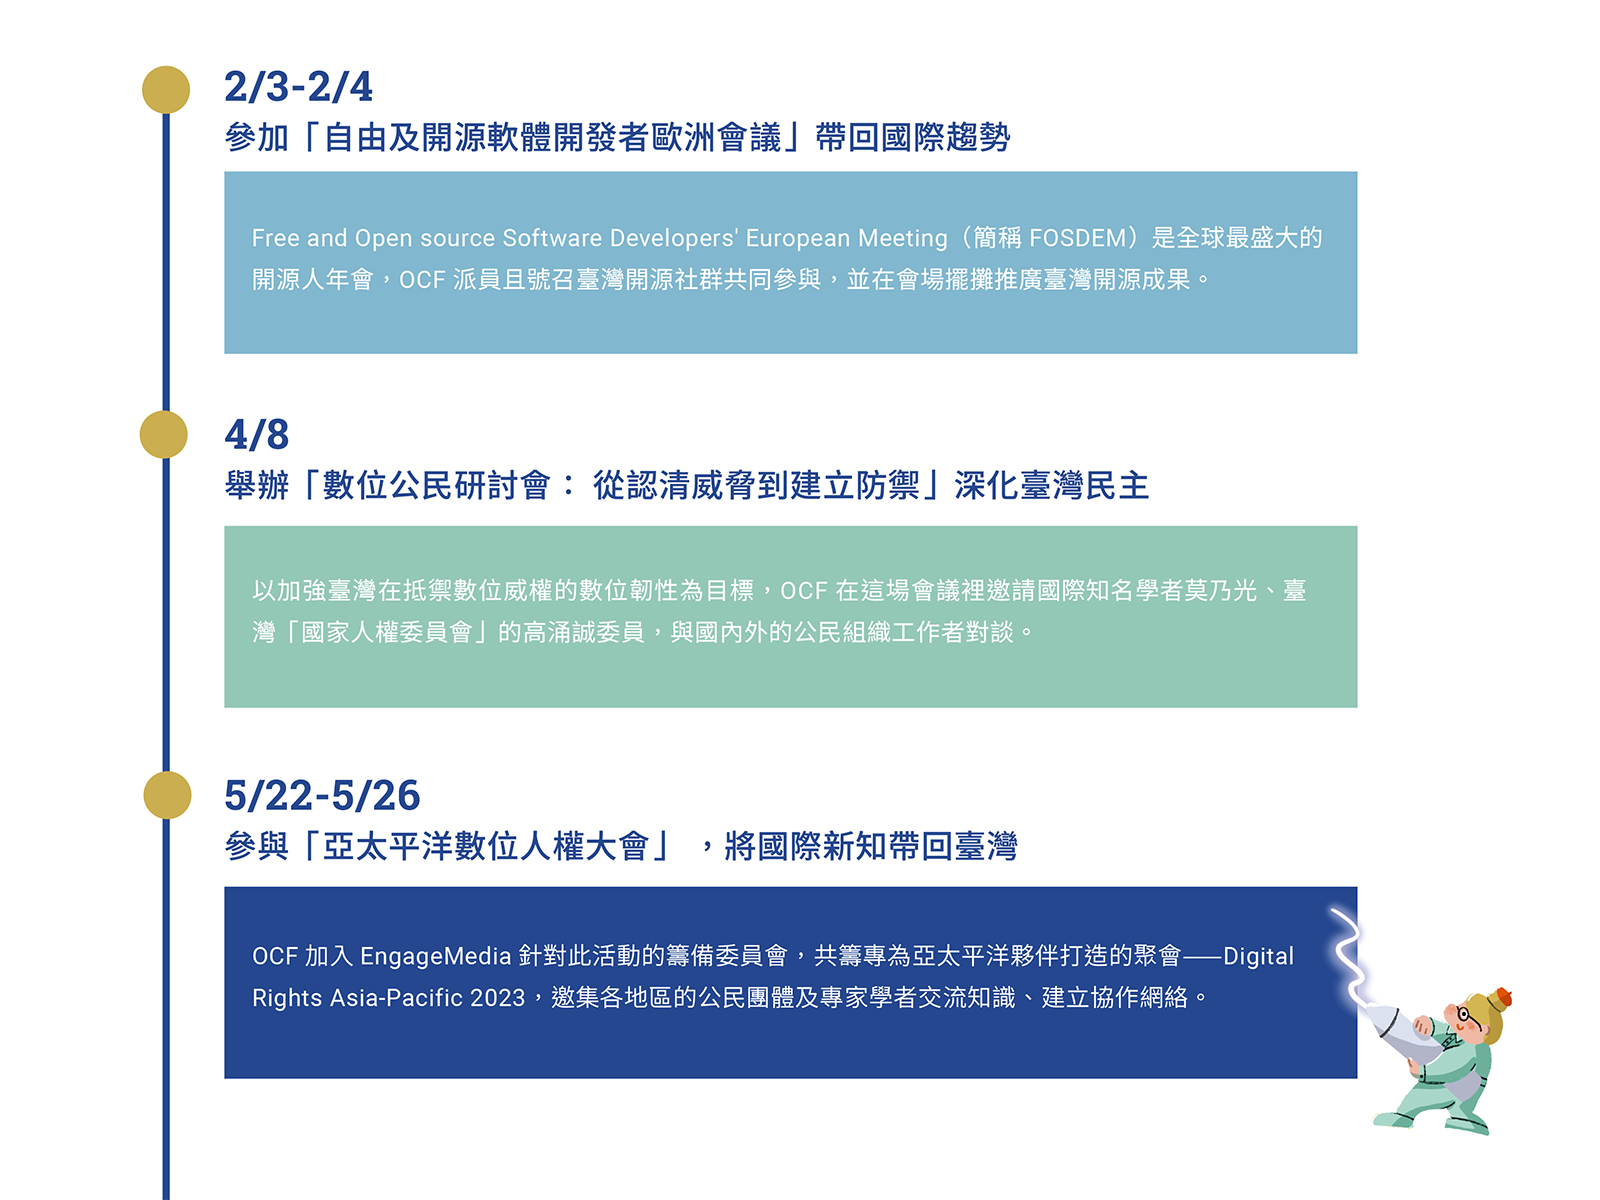 2/3-2/4
參加「自由及開源軟體開發者歐洲會議」帶回國際趨勢
Free and Open source Software Developers' European Meeting（簡稱 FOSDEM）是全球最盛大的
開源人年會，OCF 派員且號召臺灣開源社群共同參與，並在會場擺攤推廣臺灣開源成果。
4/8
舉辦「數位公民研討會： 從認清威脅到建立防禦」深化臺灣民主
以加強臺灣在抵禦數位威權的數位韌性為目標，OCF 在這場會議裡邀請國際知名學者莫乃光、臺
灣「國家人權委員會」的高涌誠委員，與國內外的公民組織工作者對談。
5/22-5/26
參與「亞太平洋數位人權大會」 ，將國際新知帶回臺灣
OCF 加入 EngageMedia 針對此活動的籌備委員會，共籌專為亞太平洋夥伴打造的聚會——Digital
Rights Asia-Pacific 2023，邀集各地區的公民團體及專家學者交流知識、建立協作網絡。